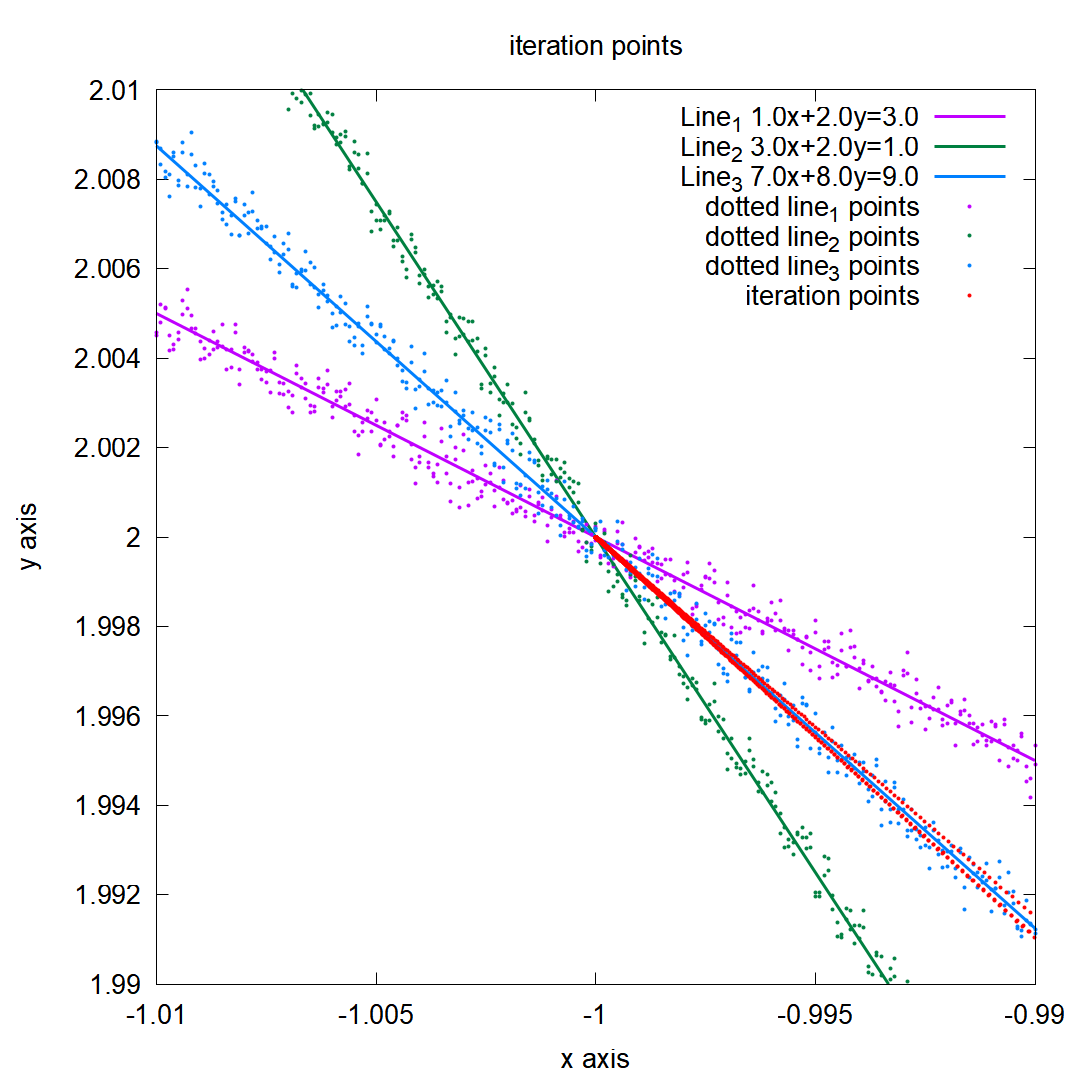 iteration points
Line1 1.0x+2.0y=3.0
Line2 3.0x+2.0y=1.0
Line3 7.0x+8.0y=9.0
dotted line1 points
dotted line2 points
dotted line3 points
iteration points
2.01
2.008
2.006
2.004
2.002
2
1.998
1.996
1.994
1.992
1.99
y axis
-1.01 -1.005 -1 -0.995 -0.99
x axis